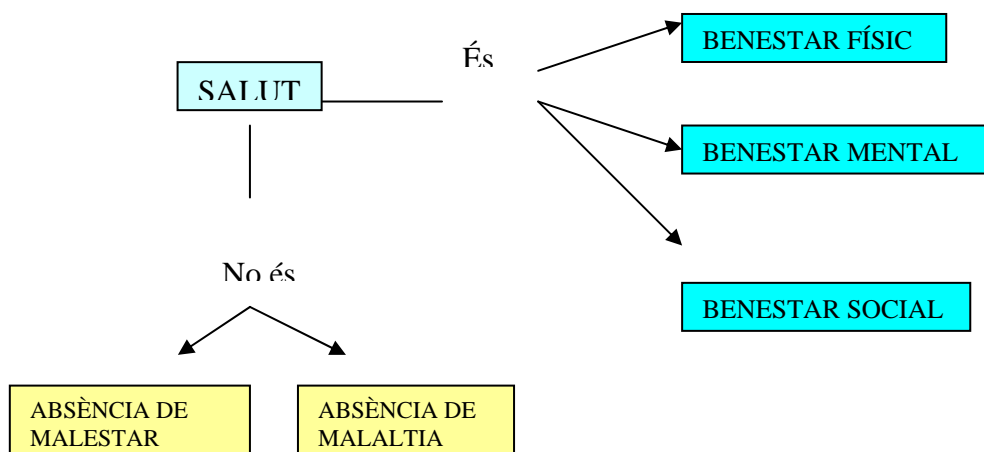 És
BENESTAR FÍSIC
SALUT
BENESTAR MENTAL
No és
BENESTAR SOCIAL
ABSÈNCIA DE
MALESTAR
ABSÈNCIA DE
MALALTIA